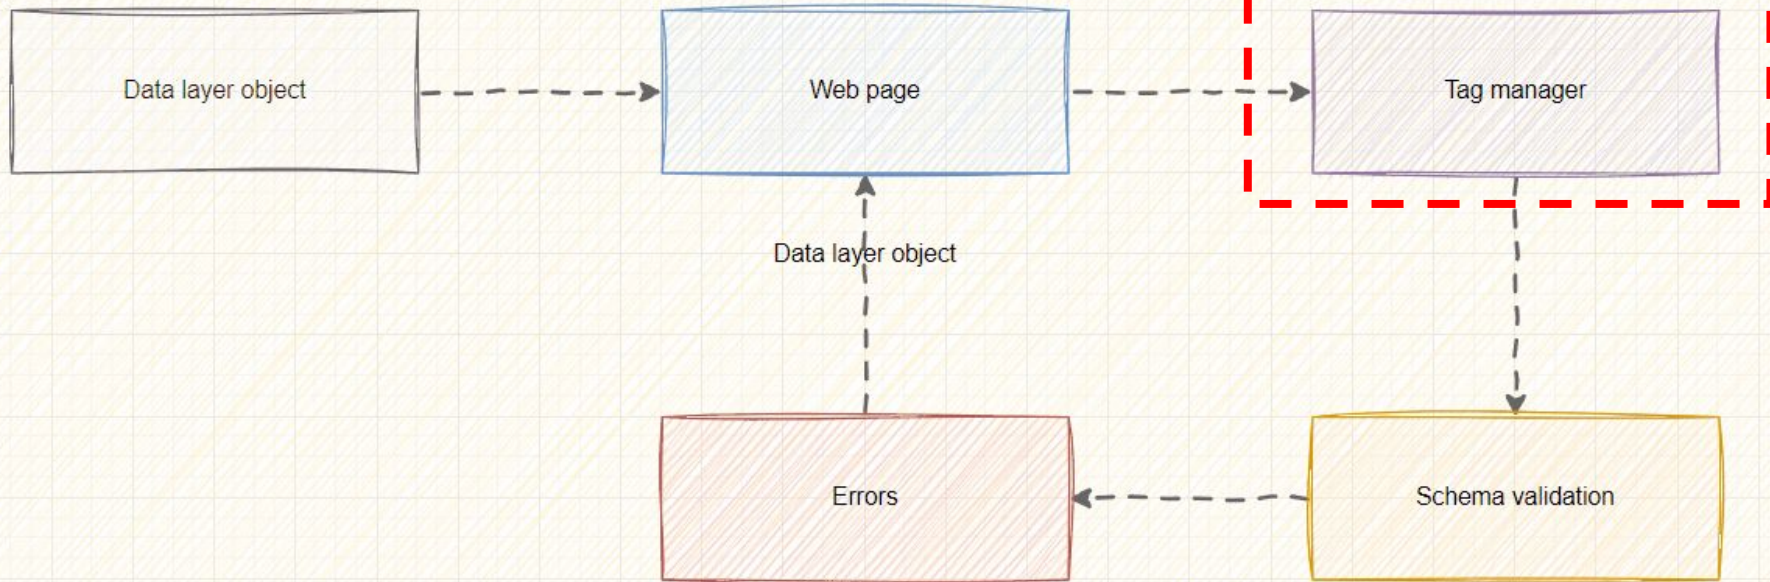 Data layer object
Web page
Tag manager
Data layer object
Errors
Schema validation